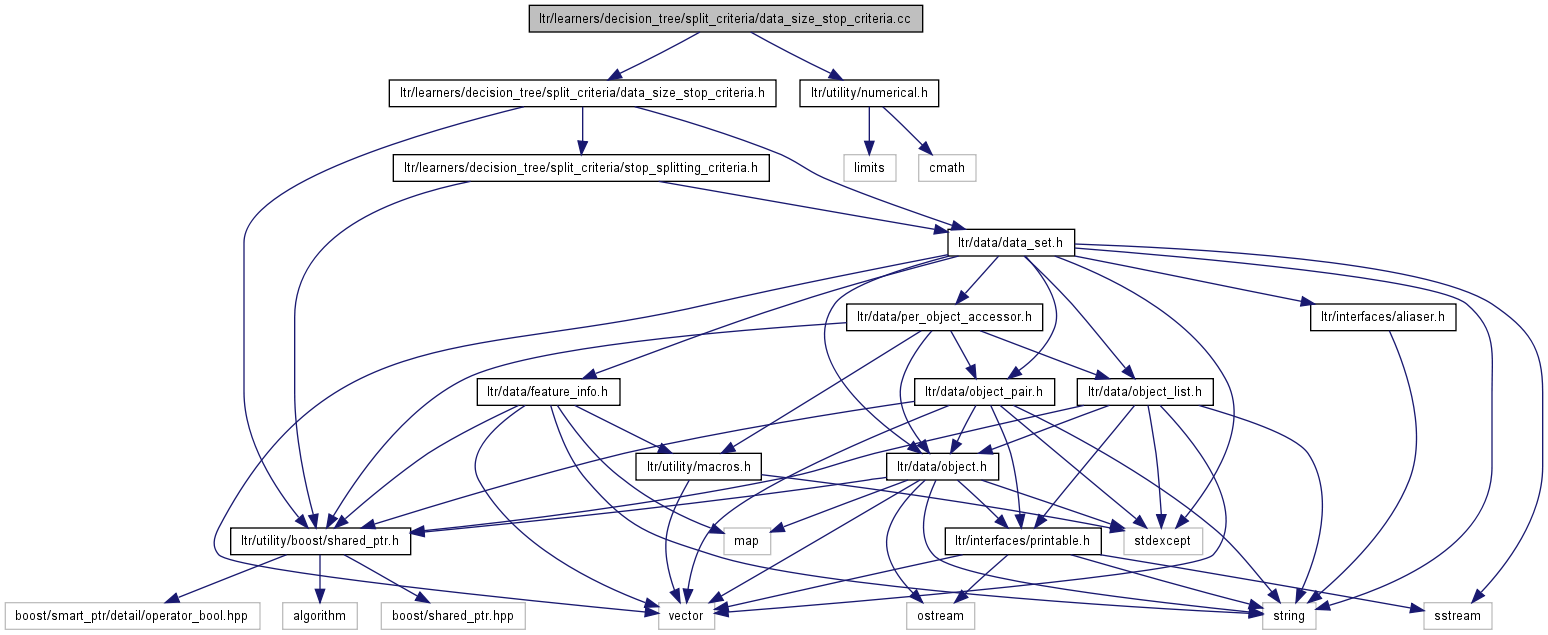 ltr/learners/decision_tree/split_criteria/data_size_stop_criteria.cc
ltr/learners/decision_tree/split_criteria/data_size_stop_criteria.h
ltr/utility/numerical.h
ltr/learners/decision_tree/split_criteria/stop_splitting_criteria.h
limits
cmath
ltr/data/data_set.h
ltr/data/per_object_accessor.h
ltr/interfaces/aliaser.h
ltr/data/feature_info.h
ltr/data/object_pair.h
ltr/data/object_list.h
ltr/utility/macros.h
ltr/data/object.h
ltr/utility/boost/shared_ptr.h
map
ltr/interfaces/printable.h
stdexcept
boost/smart_ptr/detail/operator_bool.hpp
algorithm
boost/shared_ptr.hpp
vector
ostream
string
sstream